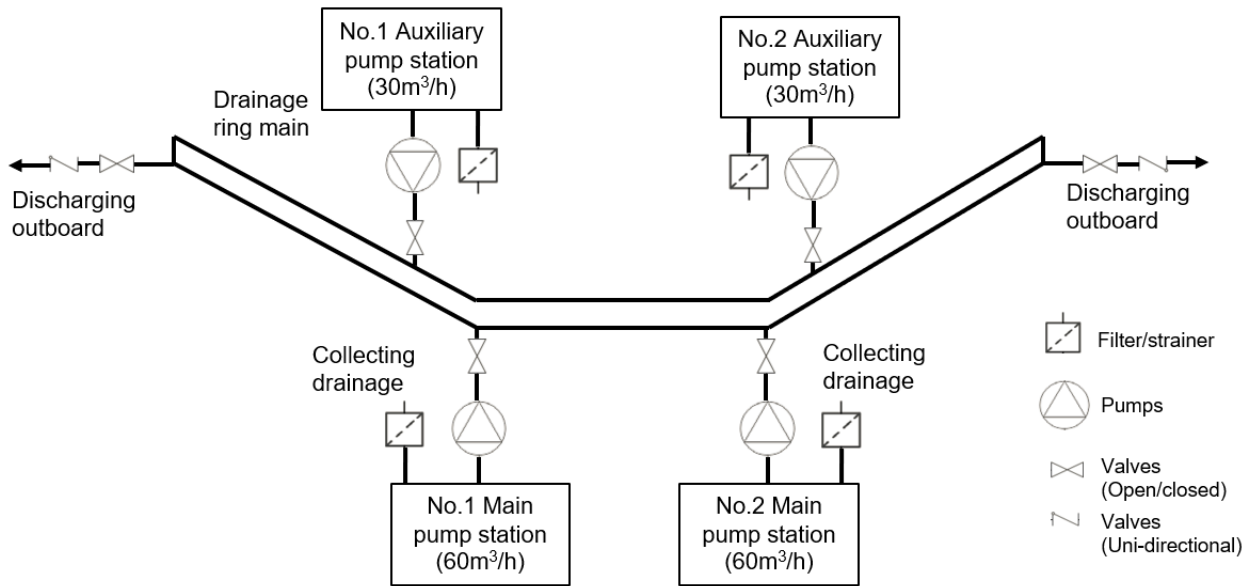 No.1 Auxiliary
pump station
(30m³/h)
No.2 Auxiliary
pump station
(30m³/h)
Drainage
ring main
Discharging
outboard
Discharging
outboard
Collecting
drainage
Collecting
drainage
Filter/strainer
Pumps
Valves
(Open/closed)
Valves
(Uni-directional)
No.1 Main
pump station
(60m³/h)
No.2 Main
pump station
(60m³/h)